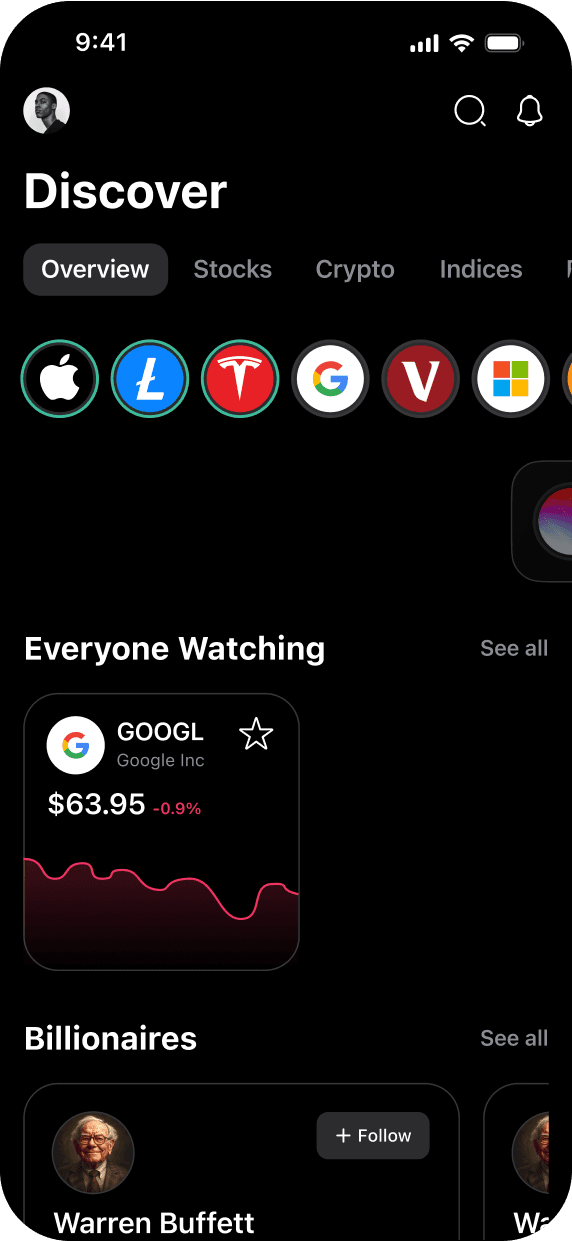 9:41
Discover
Overview Stocks Crypto Indices
Everyone Watching See all
GOOGL
Google Inc
$63.95 -0.9%
Billionaires See all
+ Follow
Warren Buffett Wa